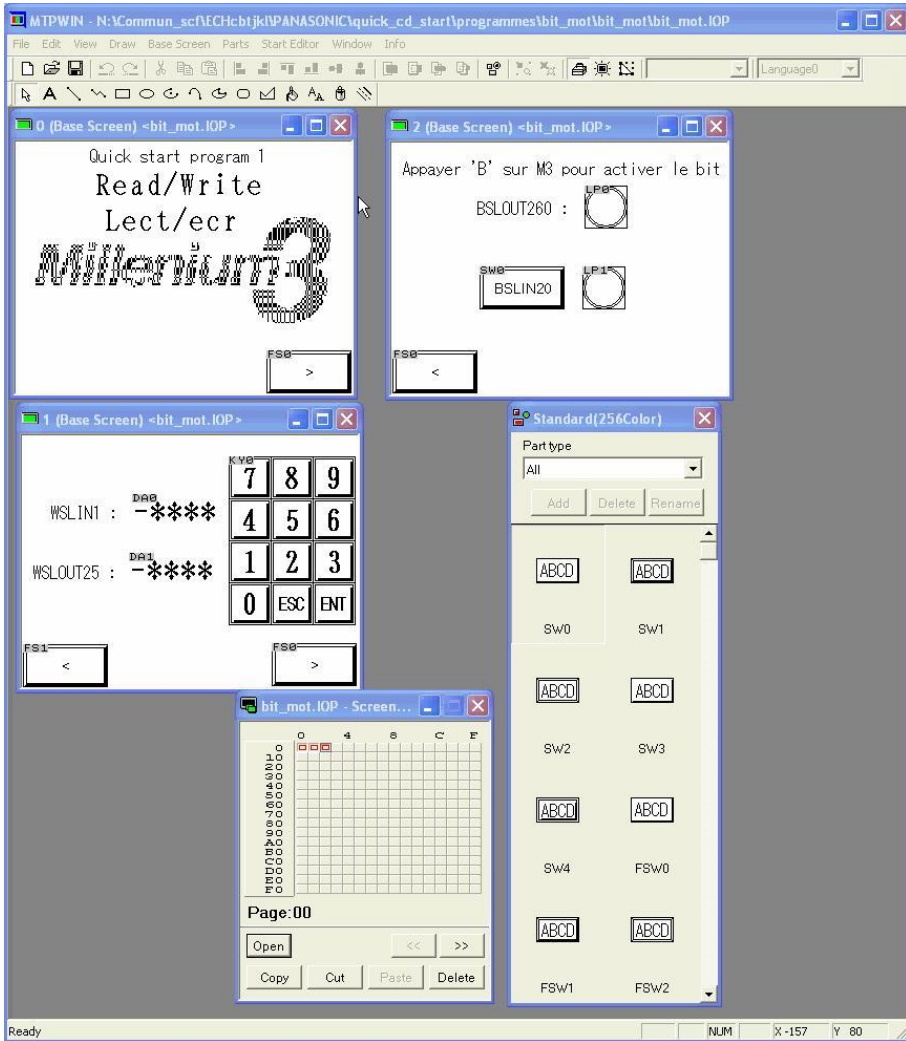 MTPWIN - N:\Commun_scf\ECHcbtjkl\PANASONIC\quick_cd_start\programmes\bit_mot\bit_mot\bit_mot.IOP
File Edit View Draw Base Screen Parts Start Editor Window Info
Language0
0 (Base Screen) <bit_mot.IOP>
Quick start program 1
Read/Write
Lect/ecr
Millenium 3
FS0
>
2 (Base Screen) <bit_mot.IOP>
Appayer 'B' sur M3 pour activer le bit
LP0
BSLOUT260 :
SW0 LP1
BSLIN20
FS0
<
1 (Base Screen) <bit_mot.IOP>
KY0
7 8 9
DA0
WSLIN1 : -****
4 5 6
DA1
WSLOUT25 : -****
1 2 3
0 ESC ENT
FS1 FS0
< >
Standard(256Color)
Part type
All
Add Delete Rename
ABCD ABCD
SW0 SW1
ABCD ABCD
SW2 SW3
ABCD ABCD
SW4 FSW0
ABCD ABCD
FSW1 FSW2
bit_mot.IOP - Screen...
0 4 8 C F
0
10
20
30
40
50
60
70
80
90
A0
B0
C0
D0
E0
F0
Page:00
Open << >>
Copy Cut Paste Delete
Ready NUM X -157 Y 80